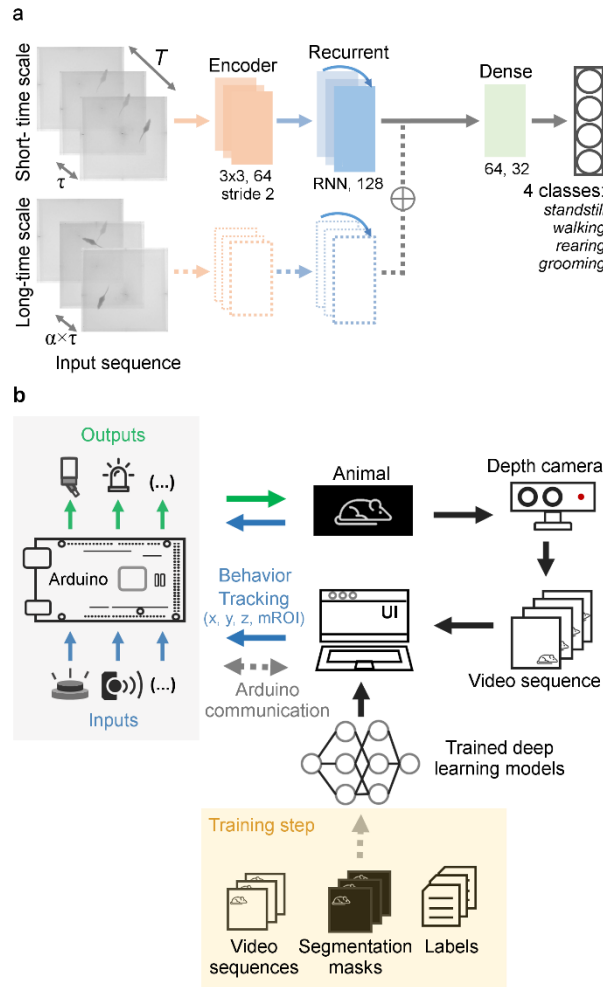 a
Short- time scale
T
τ
Long-time scale
α×τ
Input sequence
Encoder
3x3, 64
stride 2
Recurrent
RNN, 128
Dense
64, 32
4 classes:
standstill
walking
rearing
grooming
b
Outputs
(...)
Arduino
(...)
Inputs
Animal
Depth camera
Behavior
Tracking
(x, y, z, mROI)
Arduino
communication
UI
Video sequence
Trained deep
learning models
Training step
Video
sequences
Segmentation
masks
Labels